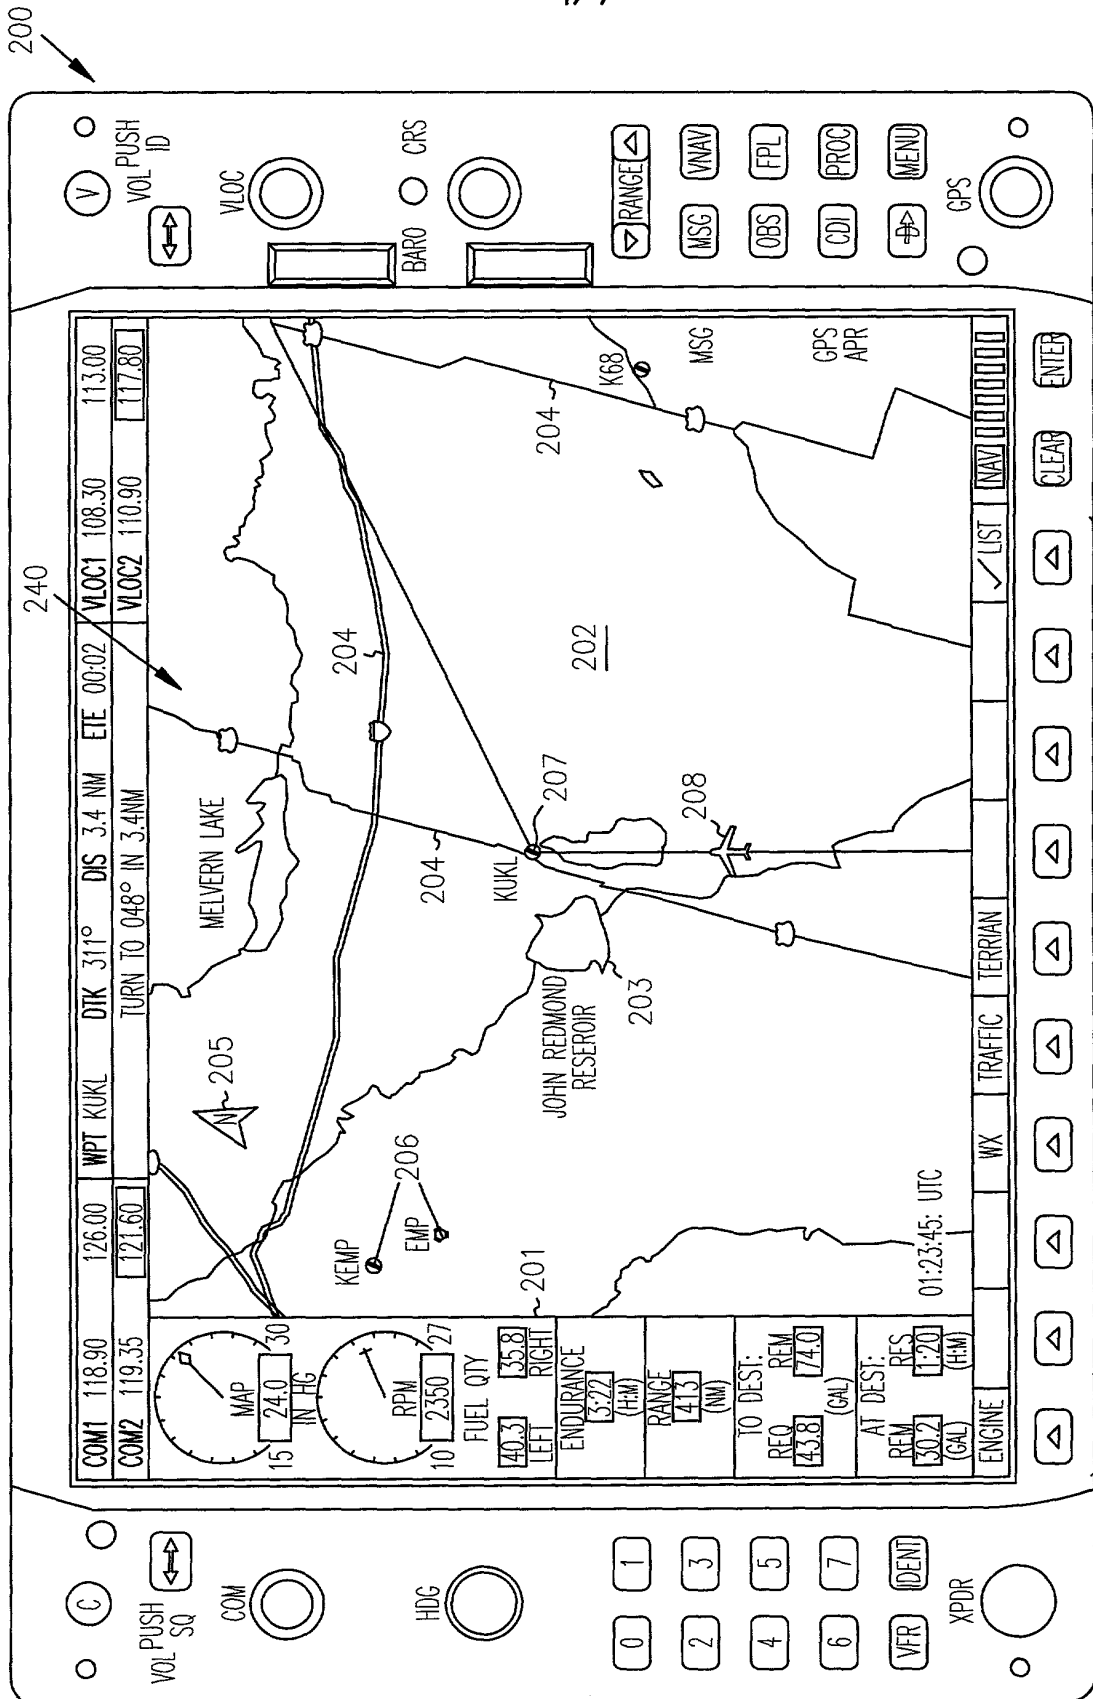 200
240
VOL PUSH SQ
C
COM
HDG
0 1
2 3
4 5
6 7
VFR IDENT
XPDR
COM1 118.90 126.00 WPT KUKL DTK 311° DIS 3.4 NM ETE 00:02 VLOC1 108.30 113.00
COM2 119.35 121.60 TURN TO 048° IN 3.4NM VLOC2 110.90 117.80
MAP
24.0
15 IN HG 30
RPM
2350
10 27
FUEL QTY
40.3 35.8
LEFT RIGHT
ENDURANCE
3:22
(H:M)
RANGE
413
(NM)
TO DEST:
REQ REM
43.8 74.0
(GAL)
AT DEST:
REM RES
30.2 1:20
(GAL) (H:M)
201
N
205
MELVERN LAKE
204
KEMP
206
EMP
204
KUKL
207
202
JOHN REDMOND
RESEROIR
203
208
204
K68
MSG
GPS
APR
01:23:45: UTC
ENGINE WX TRAFFIC TERRIAN LIST NAV
CLEAR ENTER
V
VOL PUSH ID
VLOC
BARO CRS
RANGE
MSG VNAV
OBS FPL
CDI PROC
MENU
GPS